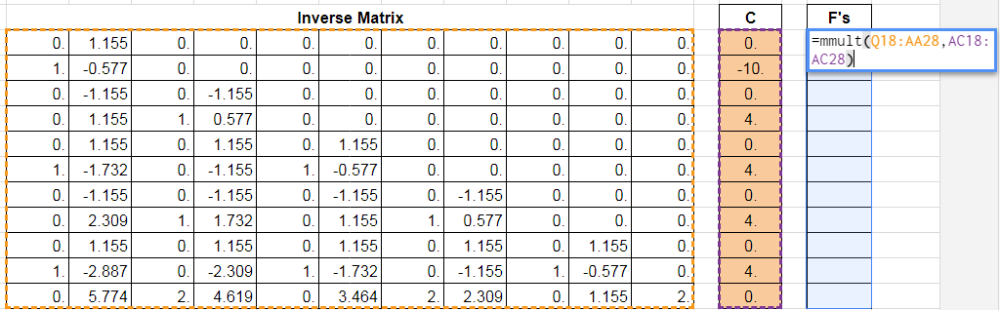 Inverse Matrix C F's
0. 1.155 0. 0. 0. 0. 0. 0. 0. 0. 0. 0. =mmult(Q18:AA28,AC18:
1. -0.577 0. 0. 0. 0. 0. 0. 0. 0. 0. -10. AC28)
0. -1.155 0. -1.155 0. 0. 0. 0. 0. 0. 0. 0.
0. 1.155 1. 0.577 0. 0. 0. 0. 0. 0. 0. 4.
0. 1.155 0. 1.155 0. 1.155 0. 0. 0. 0. 0. 0.
1. -1.732 0. -1.155 1. -0.577 0. 0. 0. 0. 0. 4.
0. -1.155 0. -1.155 0. -1.155 0. -1.155 0. 0. 0. 0.
0. 2.309 1. 1.732 0. 1.155 1. 0.577 0. 0. 0. 4.
0. 1.155 0. 1.155 0. 1.155 0. 1.155 0. 1.155 0. 0.
1. -2.887 0. -2.309 1. -1.732 0. -1.155 1. -0.577 0. 4.
0. 5.774 2. 4.619 0. 3.464 2. 2.309 0. 1.155 2. 0.